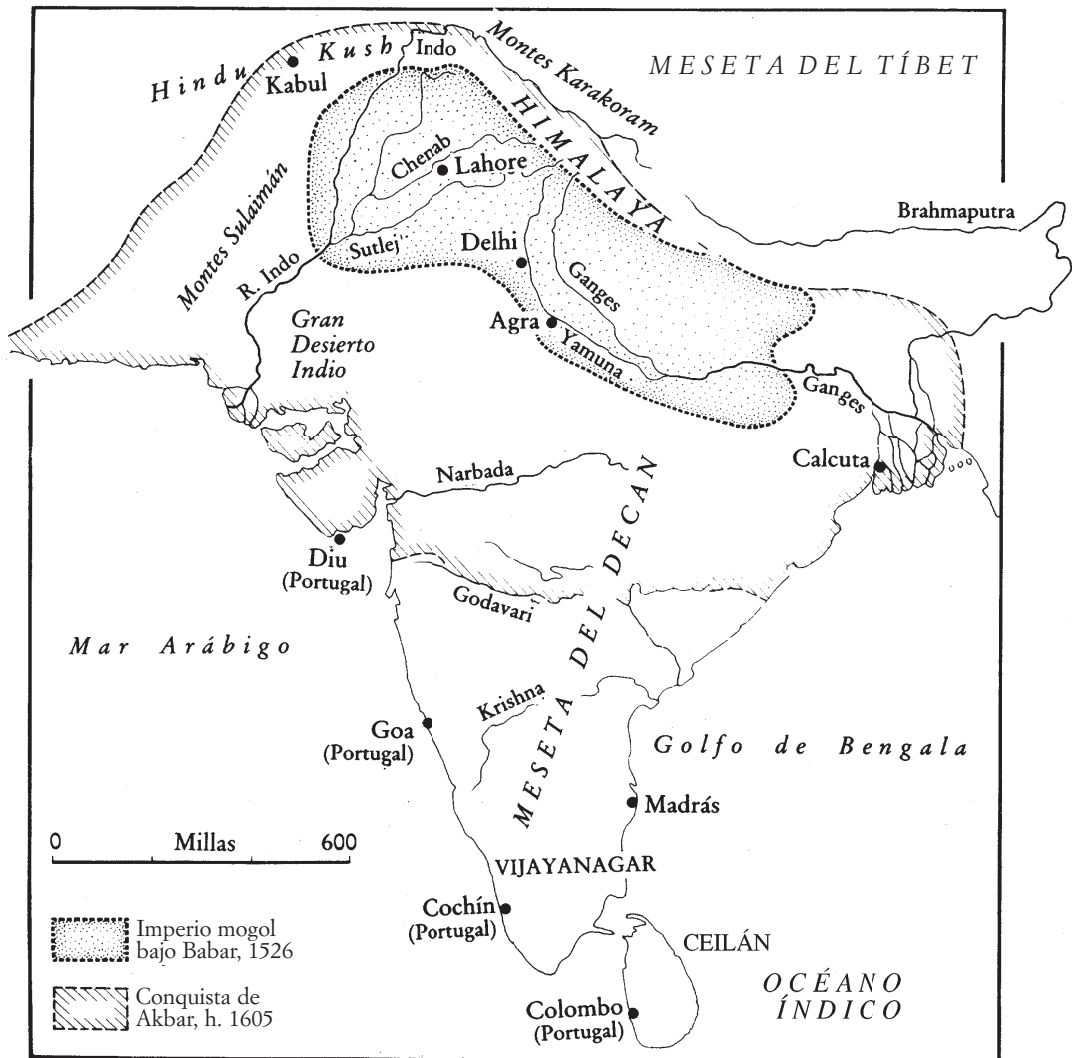 Hindu Kush
Indo
Montes Karakoram
MESETA DEL TÍBET
Kabul
HIMALAYA
Chenab
Lahore
Montes Sulaimán
Brahmaputra
Sutlej
Delhi
R. Indo
Ganges
Gran
Desierto
Indio
Agra
Yamuna
Ganges
Calcuta
Narbada
MESETA DEL DECAN
Diu
(Portugal)
Godavari
Mar Arábigo
Krishna
Goa
(Portugal)
Golfo de Bengala
Madrás
0 Millas 600
VIJAYANAGAR
Cochín
(Portugal)
Imperio mogol
bajo Babar, 1526
CEILÁN
OCÉANO
ÍNDICO
Conquista de
Akbar, h. 1605
Colombo
(Portugal)